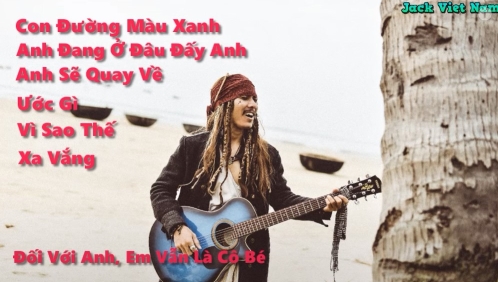 Jack Viet Nam
Con Đường Màu Xanh
Anh Đang Ở Đâu Đấy Anh
Anh Sẽ Quay Về
Ước Gì
Vì Sao Thế
Xa Vắng
Đối Với Anh, Em Vẫn Là Cô Bé